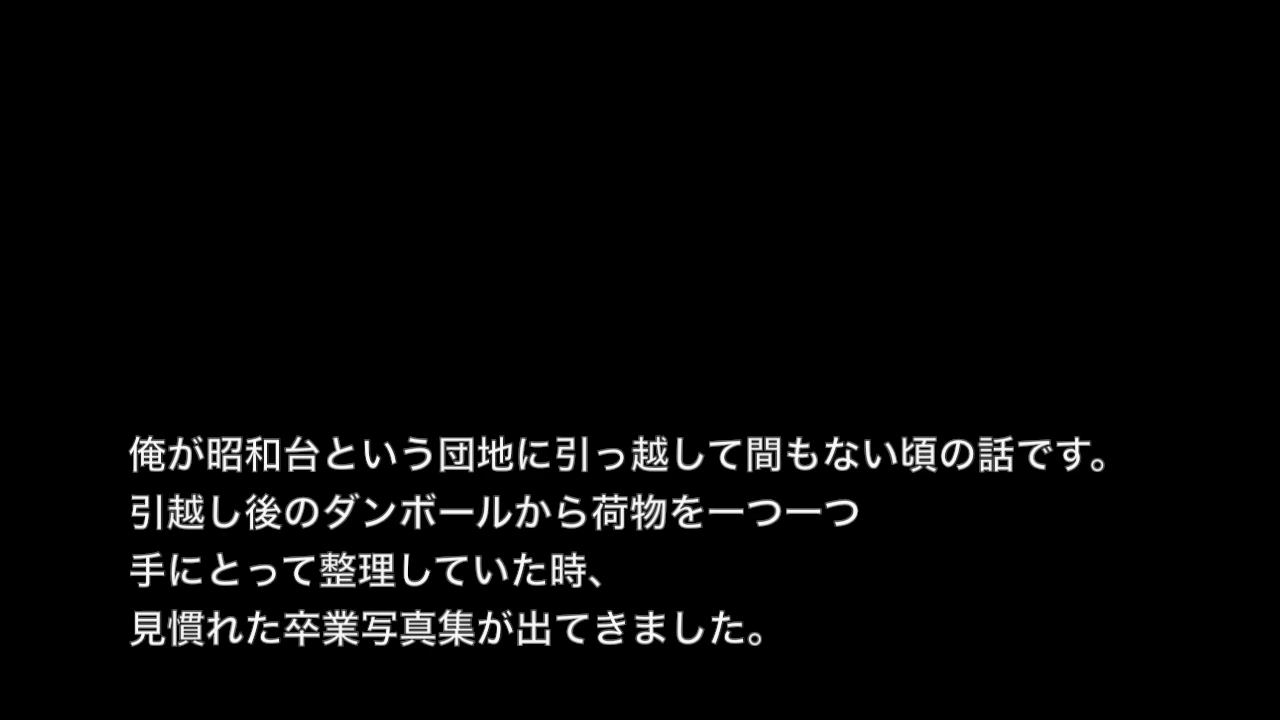 俺が昭和台という団地に引っ越して間もない頃の話です。
引越し後のダンボールから荷物を一つ一つ
手にとって整理していた時、
見慣れた卒業写真集が出てきました。